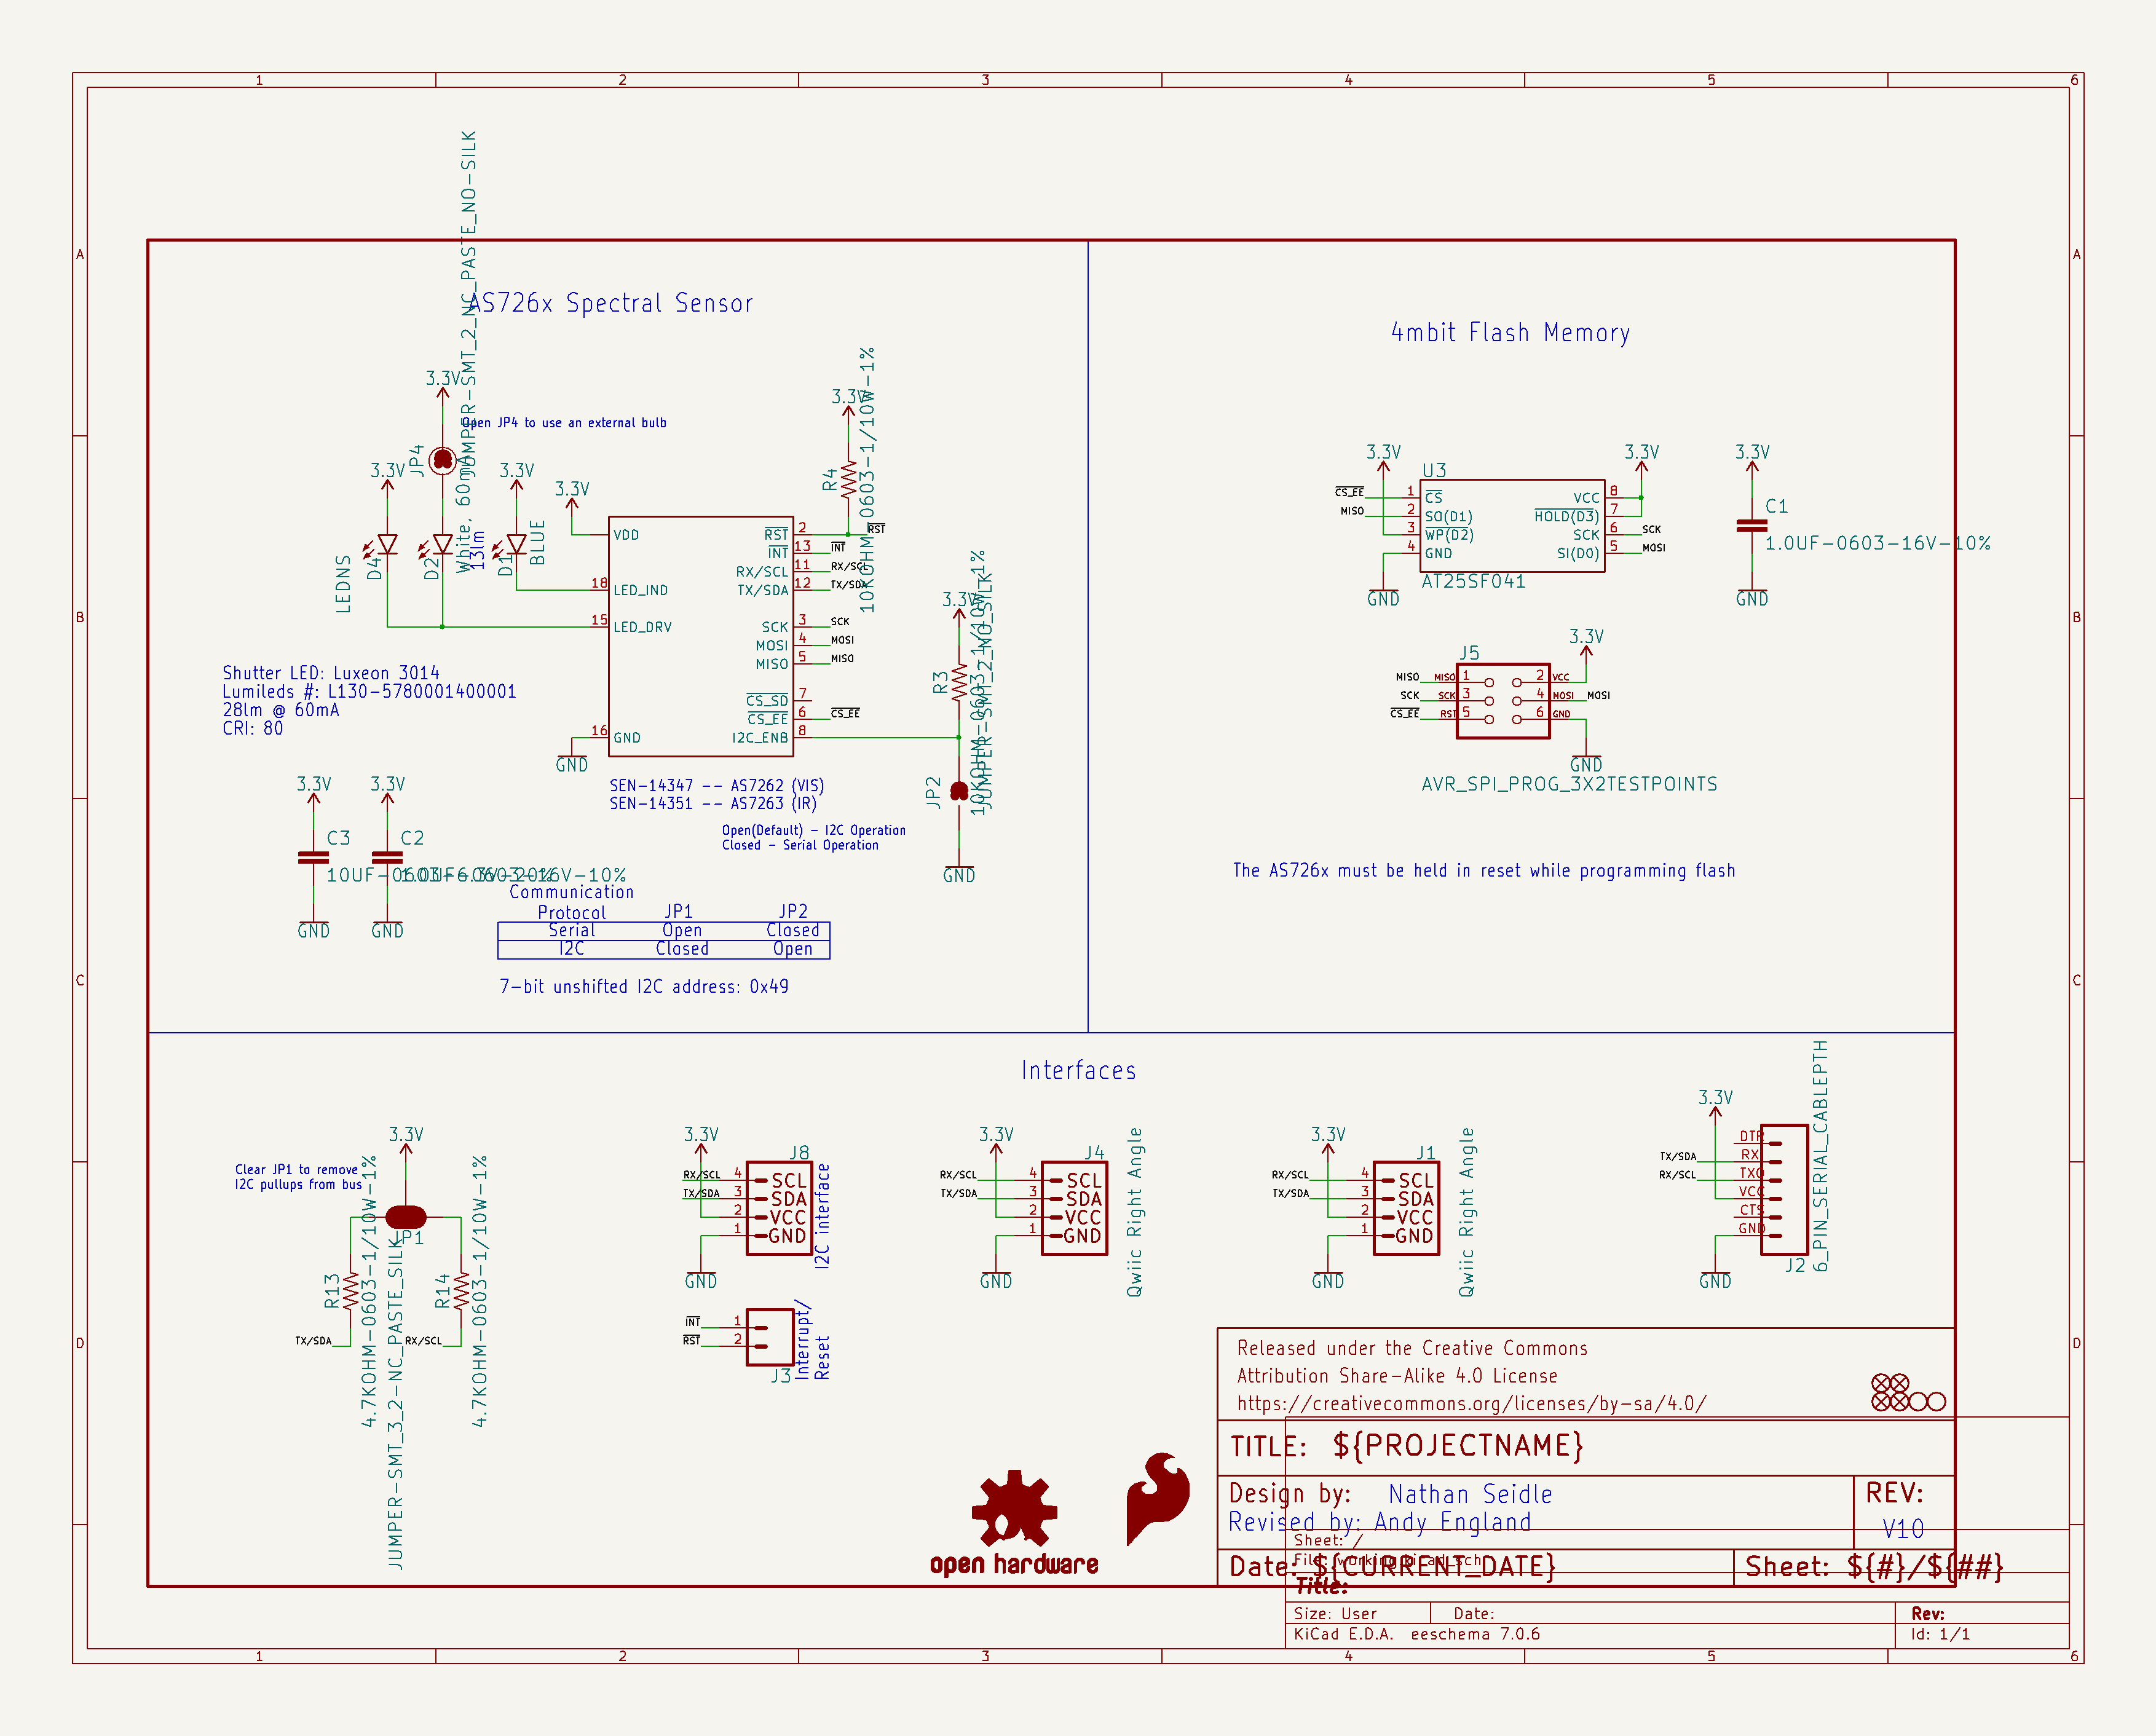 1 2 3 4 5 6
A A
B B
C C
D D
AS726x Spectral Sensor
3.3V
JP4
JUMPER-SMT_2_NC_PASTE_NO-SILK
Open JP4 to use an external bulb
3.3V
3.3V
3.3V
LEDNS
D4
D2
White, 60mA
13lm
D1
BLUE
3.3V
R4
10KOHM-0603-1/10W-1%
VDD
18 LED_IND
15 LED_DRV
16 GND
GND
RST 2 RST
INT 13 INT
RX/SCL 11 RX/SCL
TX/SDA 12 TX/SDA
SCK 3 SCK
MOSI 4 MOSI
MISO 5 MISO
CS_SD 7
CS_EE 6 CS_EE
I2C_ENB 8
3.3V
R3
10KOHM-0603-1/10W-1%
JP2
JUMPER-SMT_2_NO_SILK
GND
Shutter LED: Luxeon 3014
Lumileds #: L130-5780001400001
28lm @ 60mA
CRI: 80
SEN-14347 -- AS7262 (VIS)
SEN-14351 -- AS7263 (IR)
Open(Default) - I2C Operation
Closed - Serial Operation
3.3V 3.3V
C3 C2
10UF-0603-6.3V-20%
1.0UF-0603-16V-10%
GND GND
Communication
Protocol JP1 JP2
Serial Open Closed
I2C Closed Open
7-bit unshifted I2C address: 0x49
4mbit Flash Memory
3.3V 3.3V 3.3V
U3
CS_EE 1 CS
MISO 2 SO(D1)
3 WP(D2)
4 GND
VCC 8
HOLD(D3) 7
SCK 6 SCK
SI(D0) 5 MOSI
AT25SF041
GND
C1
1.0UF-0603-16V-10%
GND
3.3V
J5
MISO MISO 1 2 VCC
SCK SCK 3 4 MOSI MOSI
CS_EE RST 5 6 GND
GND
AVR_SPI_PROG_3X2TESTPOINTS
The AS726x must be held in reset while programming flash
Interfaces
3.3V
Clear JP1 to remove
I2C pullups from bus
JP1
JUMPER-SMT_3_2-NC_PASTE_SILK
R13
4.7KOHM-0603-1/10W-1%
R14
4.7KOHM-0603-1/10W-1%
TX/SDA RX/SCL
3.3V
J8
RX/SCL 4 SCL
TX/SDA 3 SDA
2 VCC
1 GND
GND
I2C interface
INT 1
RST 2
J3
Interrupt/
Reset
3.3V
J4
RX/SCL 4 SCL
TX/SDA 3 SDA
2 VCC
1 GND
GND
Qwiic Right Angle
3.3V
J1
RX/SCL 4 SCL
TX/SDA 3 SDA
2 VCC
1 GND
GND
Qwiic Right Angle
3.3V
DTR
TX/SDA RXI
RX/SCL TXO
VCC
CTS
GND
GND
J2
6_PIN_SERIAL_CABLEPTH
Released under the Creative Commons
Attribution Share-Alike 4.0 License
https://creativecommons.org/licenses/by-sa/4.0/
TITLE: ${PROJECTNAME}
Design by: Nathan Seidle
Revised by: Andy England
REV:
V10
Date: ${CURRENT_DATE}
Sheet: ${#}/${##}
Sheet: /
File: working.kicad_sch
Title:
Size: User Date: Rev:
KiCad E.D.A. eeschema 7.0.6 Id: 1/1
open hardware
1 2 3 4 5 6